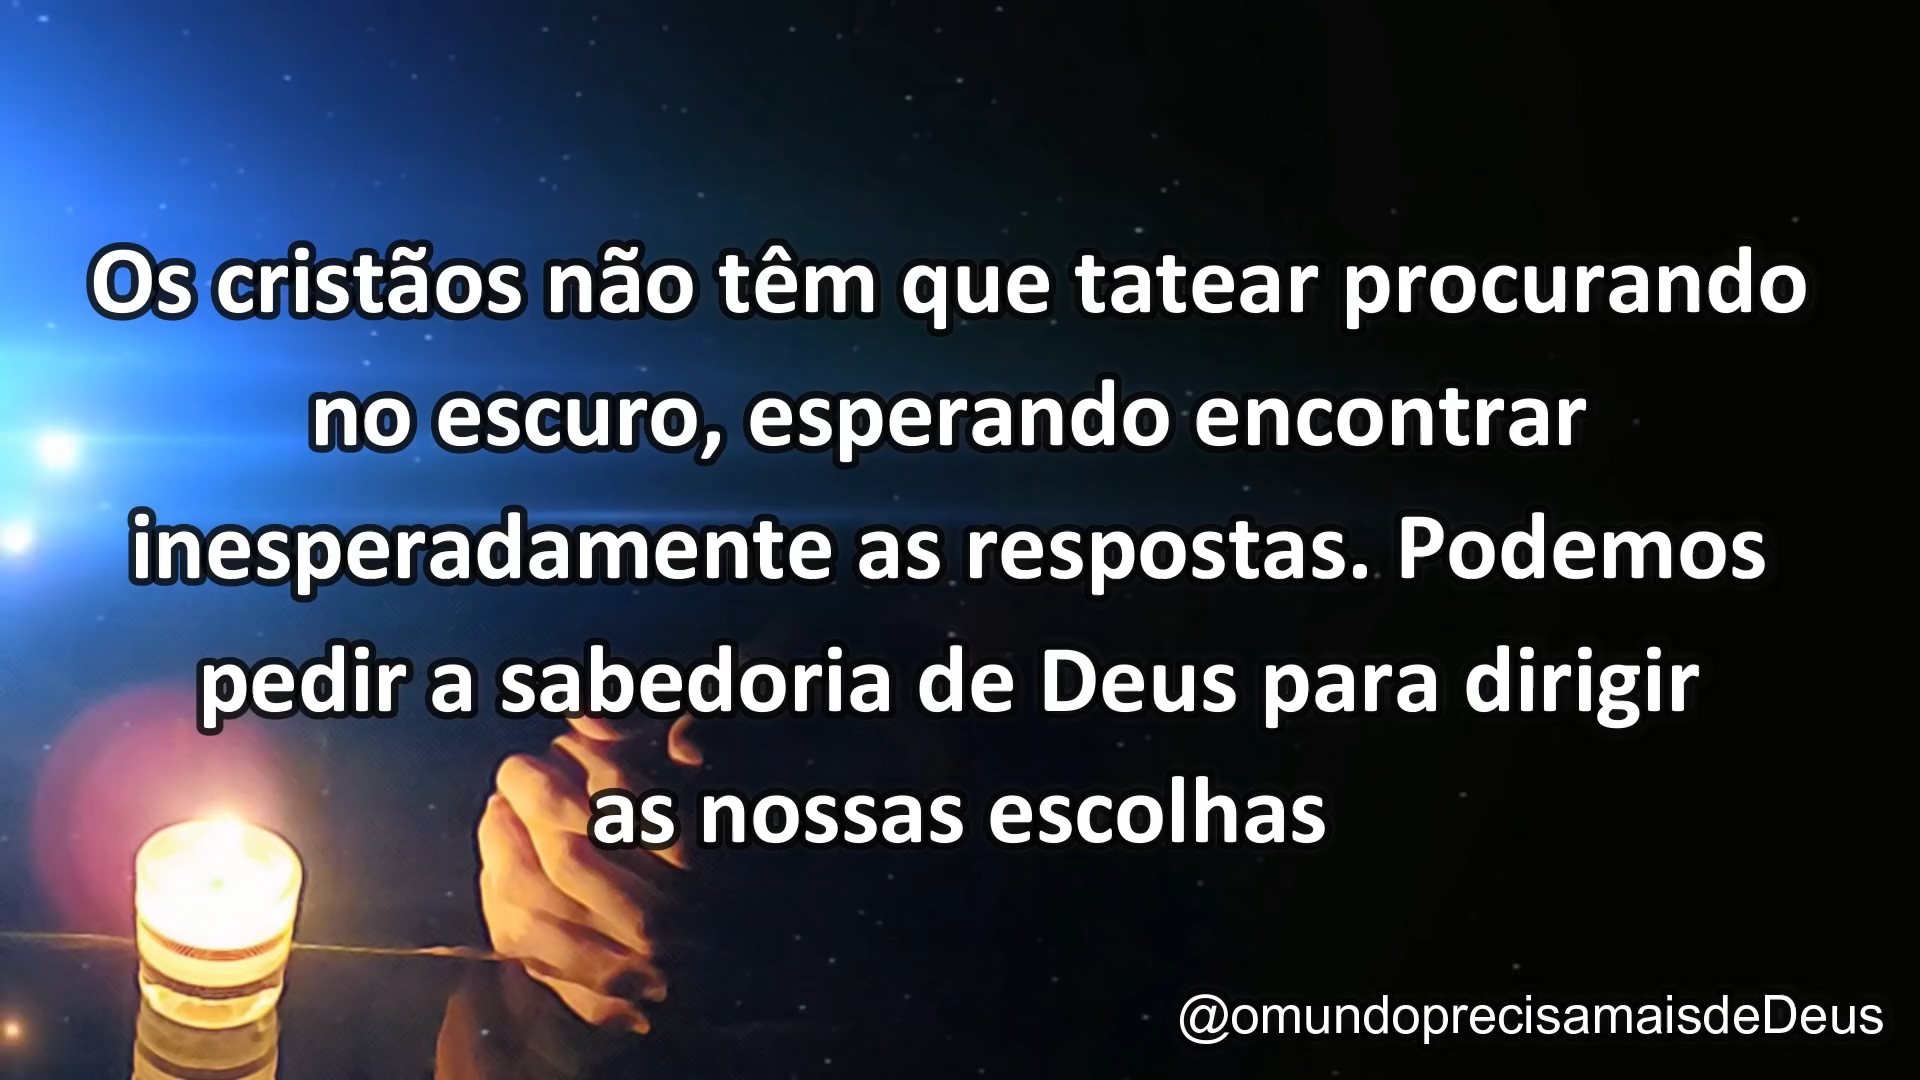 Os cristãos não têm que tatear procurando
no escuro, esperando encontrar
inesperadamente as respostas. Podemos
pedir a sabedoria de Deus para dirigir
as nossas escolhas
@omundoprecisamaisdeDeus